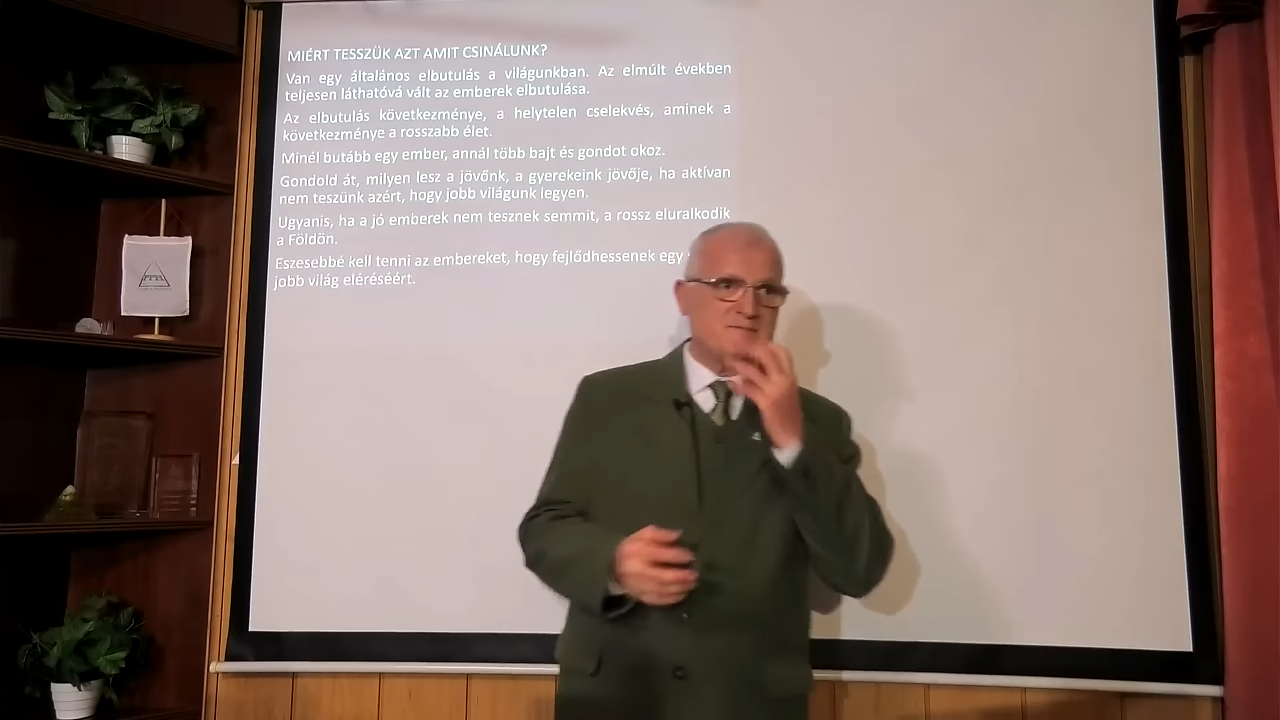 MIÉRT TESSZÜK AZT AMIT CSINÁLUNK?
Van egy általános elbutulás a világunkban. Az elmúlt években
teljesen láthatóvá vált az emberek elbutulása.
Az elbutulás következménye, a helytelen cselekvés, aminek a
következménye a rosszabb élet.
Minél butább egy ember, annál több bajt és gondot okoz.
Gondold át, milyen lesz a jövőnk, a gyerekeink jövője, ha aktívan
nem teszünk azért, hogy jobb világunk legyen.
Ugyanis, ha a jó emberek nem tesznek semmit, a rossz eluralkodik
a Földön.
Eszesebbé kell tenni az embereket, hogy fejlődhessenek egy
jobb világ eléréséért.